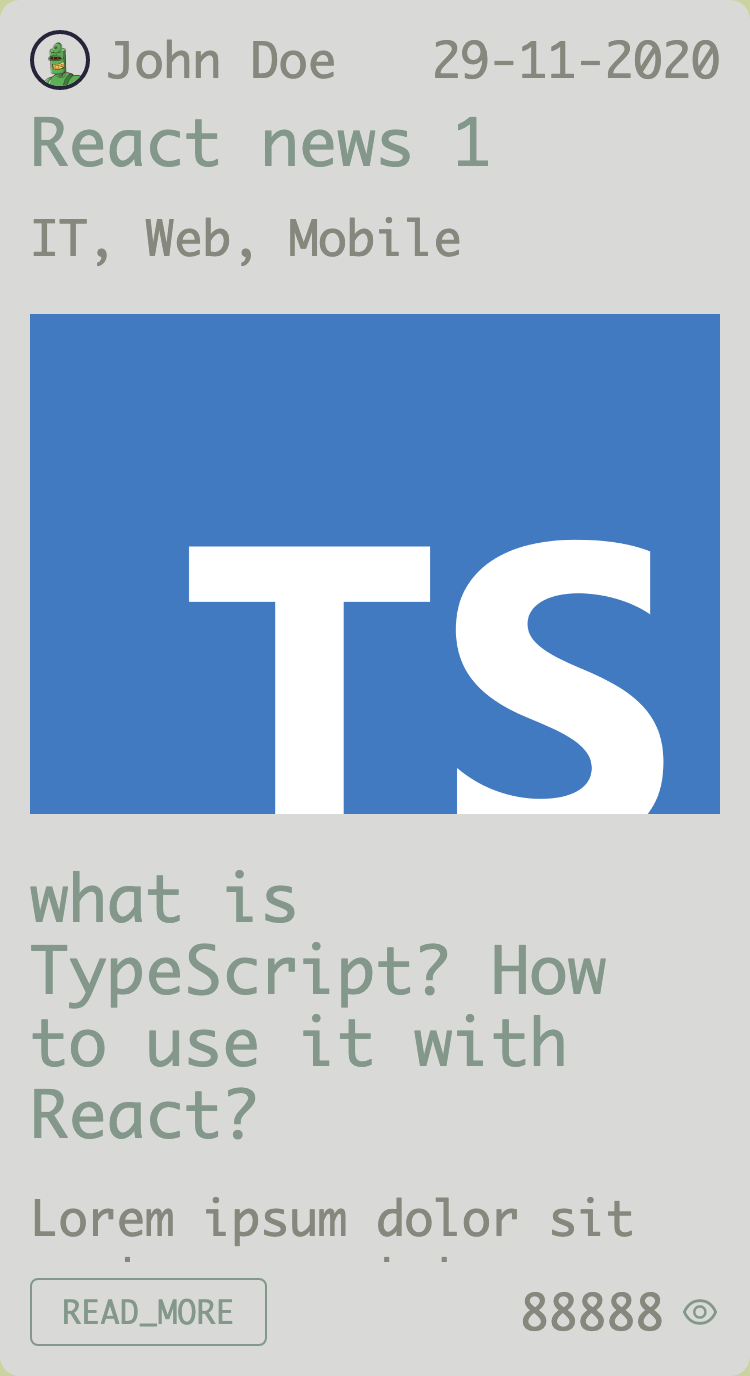 John Doe 29-11-2020
React news 1
IT, Web, Mobile
TS
what is
TypeScript? How
to use it with
React?
Lorem ipsum dolor sit
READ_MORE 88888